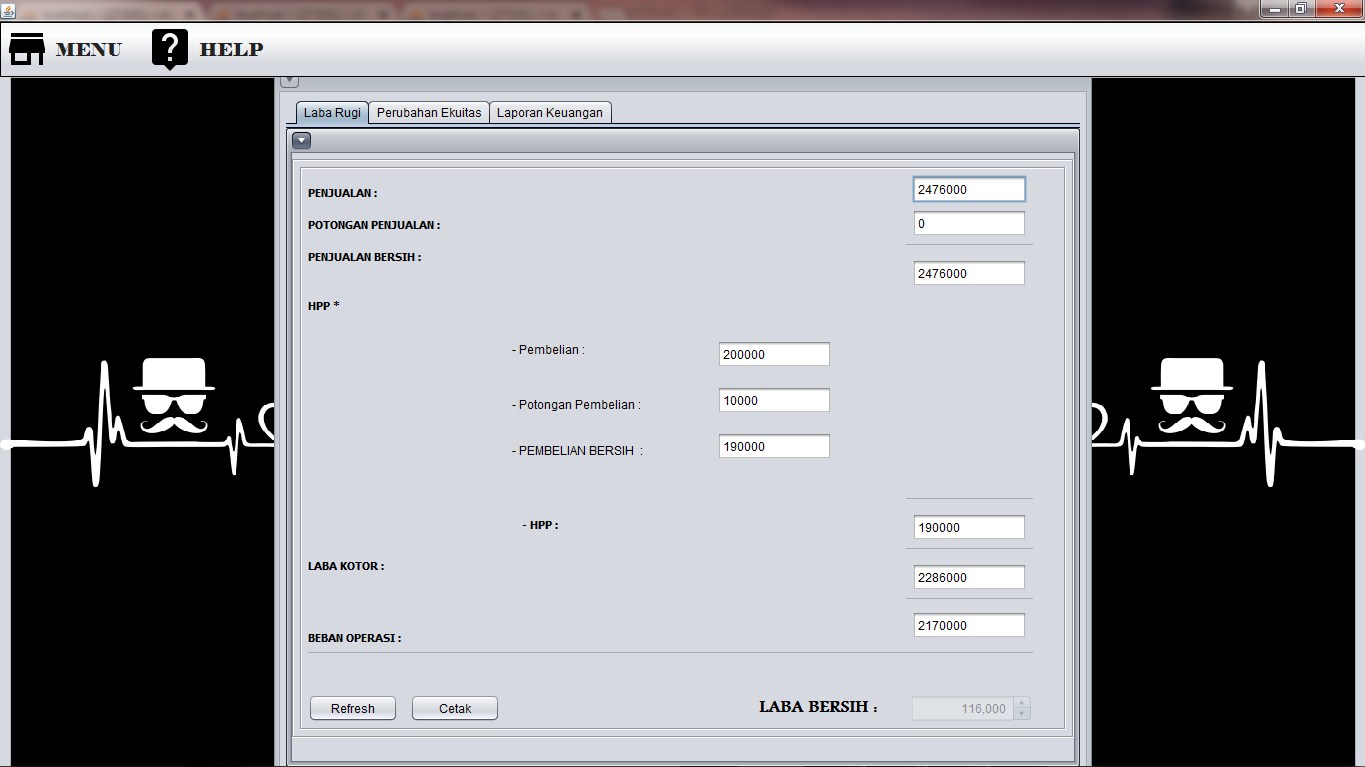 MENU
HELP
Laba Rugi
Perubahan Ekuitas
Laporan Keuangan
PENJUALAN :
2476000
POTONGAN PENJUALAN :
0
PENJUALAN BERSIH :
2476000
HPP *
- Pembelian :
200000
- Potongan Pembelian :
10000
- PEMBELIAN BERSIH :
190000
- HPP :
190000
LABA KOTOR :
2286000
BEBAN OPERASI :
2170000
Refresh
Cetak
LABA BERSIH :
116,000